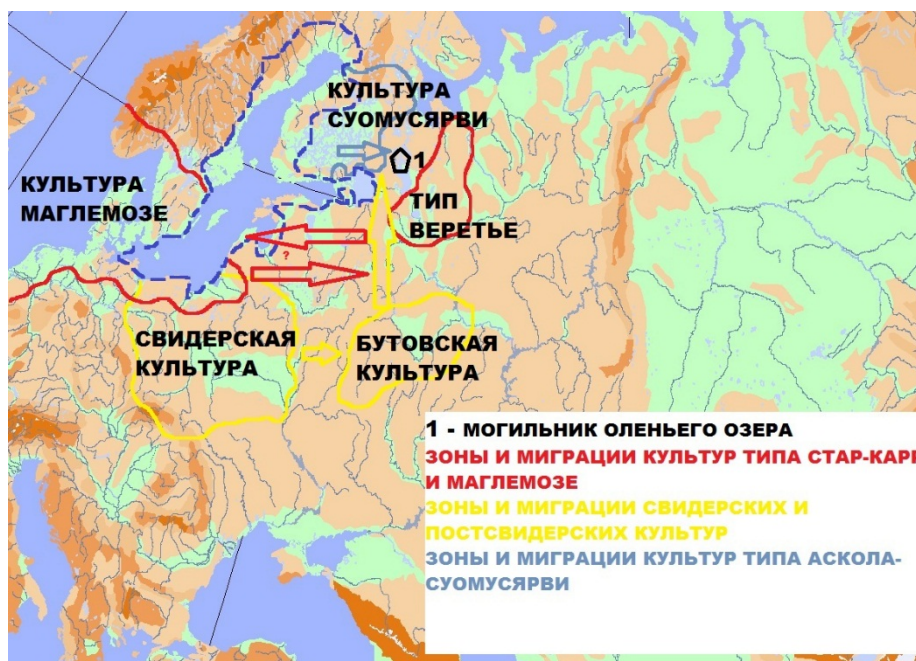 КУЛЬТУРА
СУОМУСЯРВИ
1
КУЛЬТУРА
МАГЛЕМОЗЕ
ТИП
ВЕРЕТЬЕ
?
СВИДЕРСКАЯ
КУЛЬТУРА
БУТОВСКАЯ
КУЛЬТУРА
1 - МОГИЛЬНИК ОЛЕНЬЕГО ОЗЕРА
ЗОНЫ И МИГРАЦИИ КУЛЬТУР ТИПА СТАР-КАРР
И МАГЛЕМОЗЕ
ЗОНЫ И МИГРАЦИИ СВИДЕРСКИХ И
ПОСТСВИДЕРСКИХ КУЛЬТУР
ЗОНЫ И МИГРАЦИИ КУЛЬТУР ТИПА АСКОЛА-
СУОМУСЯРВИ